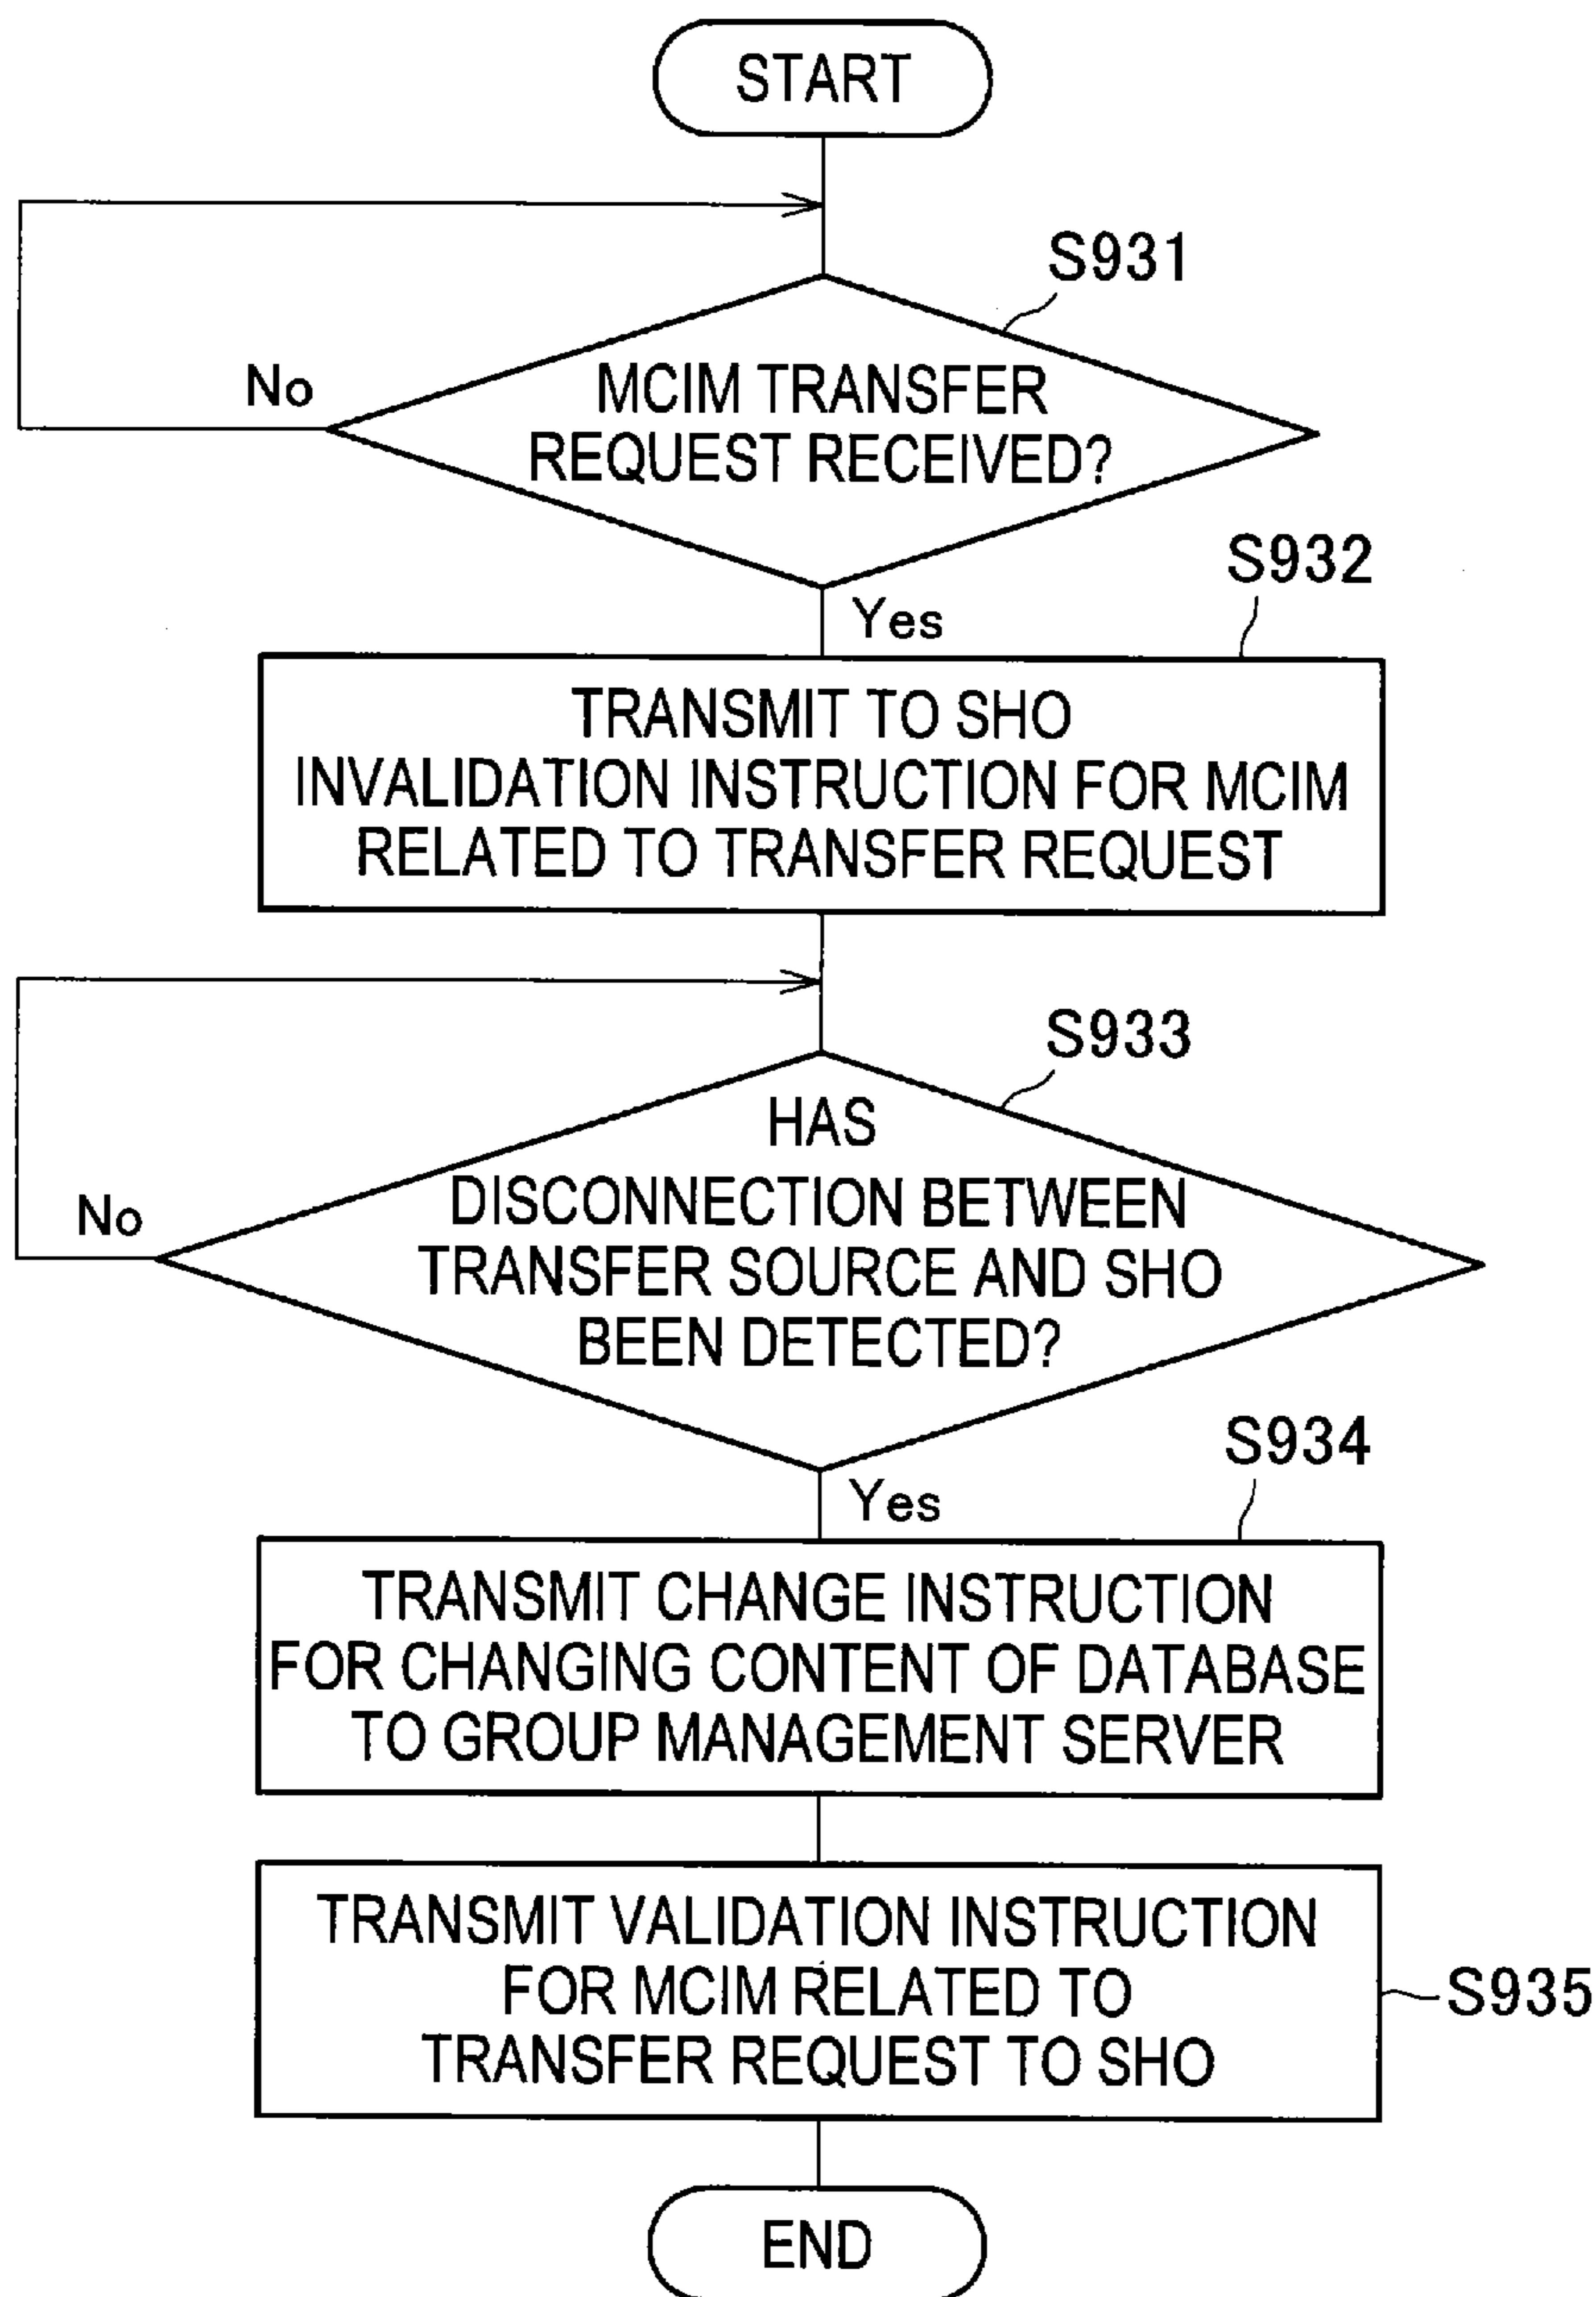 START
S931
No
MCIM TRANSFER
REQUEST RECEIVED?
S932
Yes
TRANSMIT TO SHO
INVALIDATION INSTRUCTION FOR MCIM
RELATED TO TRANSFER REQUEST
S933
HAS
DISCONNECTION BETWEEN
No
TRANSFER SOURCE AND SHO
BEEN DETECTED?
S934
Yes
TRANSMIT CHANGE INSTRUCTION
FOR CHANGING CONTENT OF DATABASE
TO GROUP MANAGEMENT SERVER
TRANSMIT VALIDATION INSTRUCTION
FOR MCIM RELATED TO
S935
TRANSFER REQUEST TO SHO
END